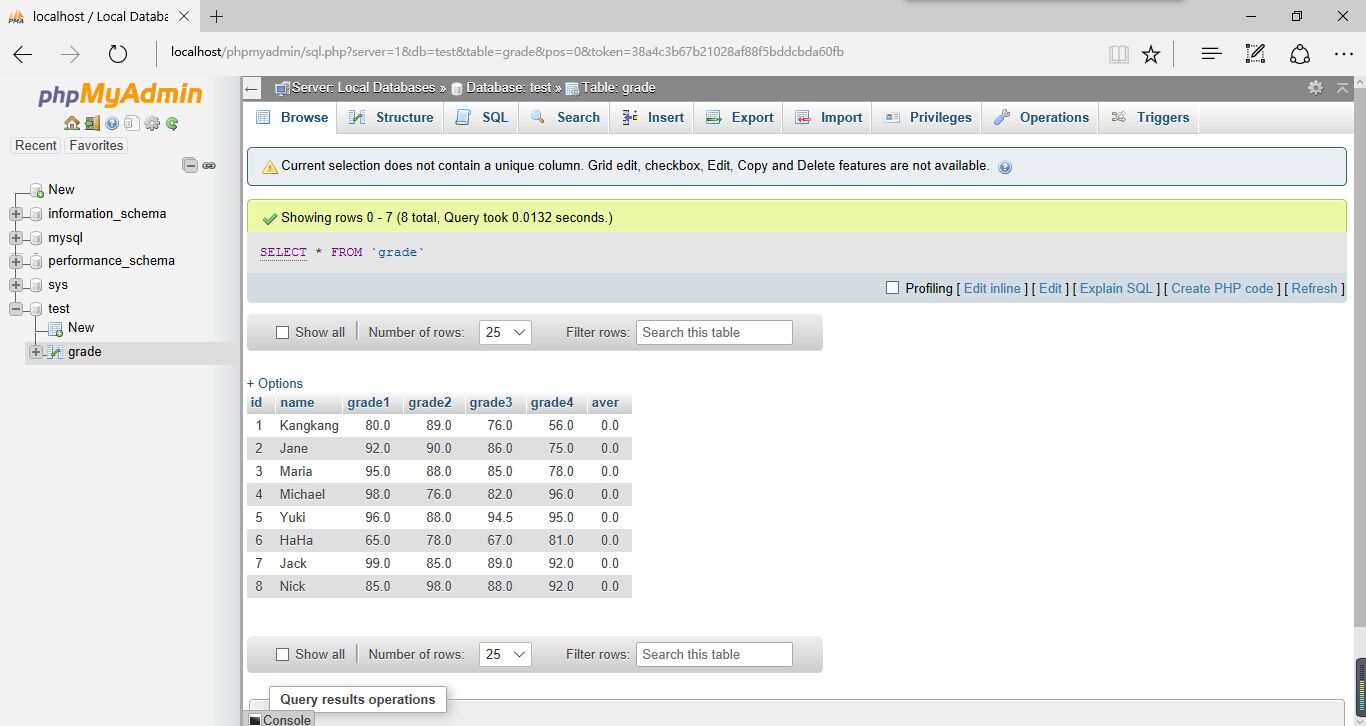 localhost / Local Databa
localhost/phpmyadmin/sql.php?server=1&db=test&table=grade&pos=0&token=38a4c3b67b21028af88f5bddcbda60fb
phpMyAdmin
Recent Favorites
New
information_schema
mysql
performance_schema
sys
test
New
grade
Server: Local Databases » Database: test » Table: grade
Browse Structure SQL Search Insert Export Import Privileges Operations Triggers
Current selection does not contain a unique column. Grid edit, checkbox, Edit, Copy and Delete features are not available.
Showing rows 0 - 7 (8 total, Query took 0.0132 seconds.)
SELECT * FROM `grade`
Profiling [ Edit inline ] [ Edit ] [ Explain SQL ] [ Create PHP code ] [ Refresh ]
Show all Number of rows: 25 Filter rows: Search this table
+ Options
id name grade1 grade2 grade3 grade4 aver
1 Kangkang 80.0 89.0 76.0 56.0 0.0
2 Jane 92.0 90.0 86.0 75.0 0.0
3 Maria 95.0 88.0 85.0 78.0 0.0
4 Michael 98.0 76.0 82.0 96.0 0.0
5 Yuki 96.0 88.0 94.5 95.0 0.0
6 HaHa 65.0 78.0 67.0 81.0 0.0
7 Jack 99.0 85.0 89.0 92.0 0.0
8 Nick 85.0 98.0 88.0 92.0 0.0
Show all Number of rows: 25 Filter rows: Search this table
Query results operations
Console